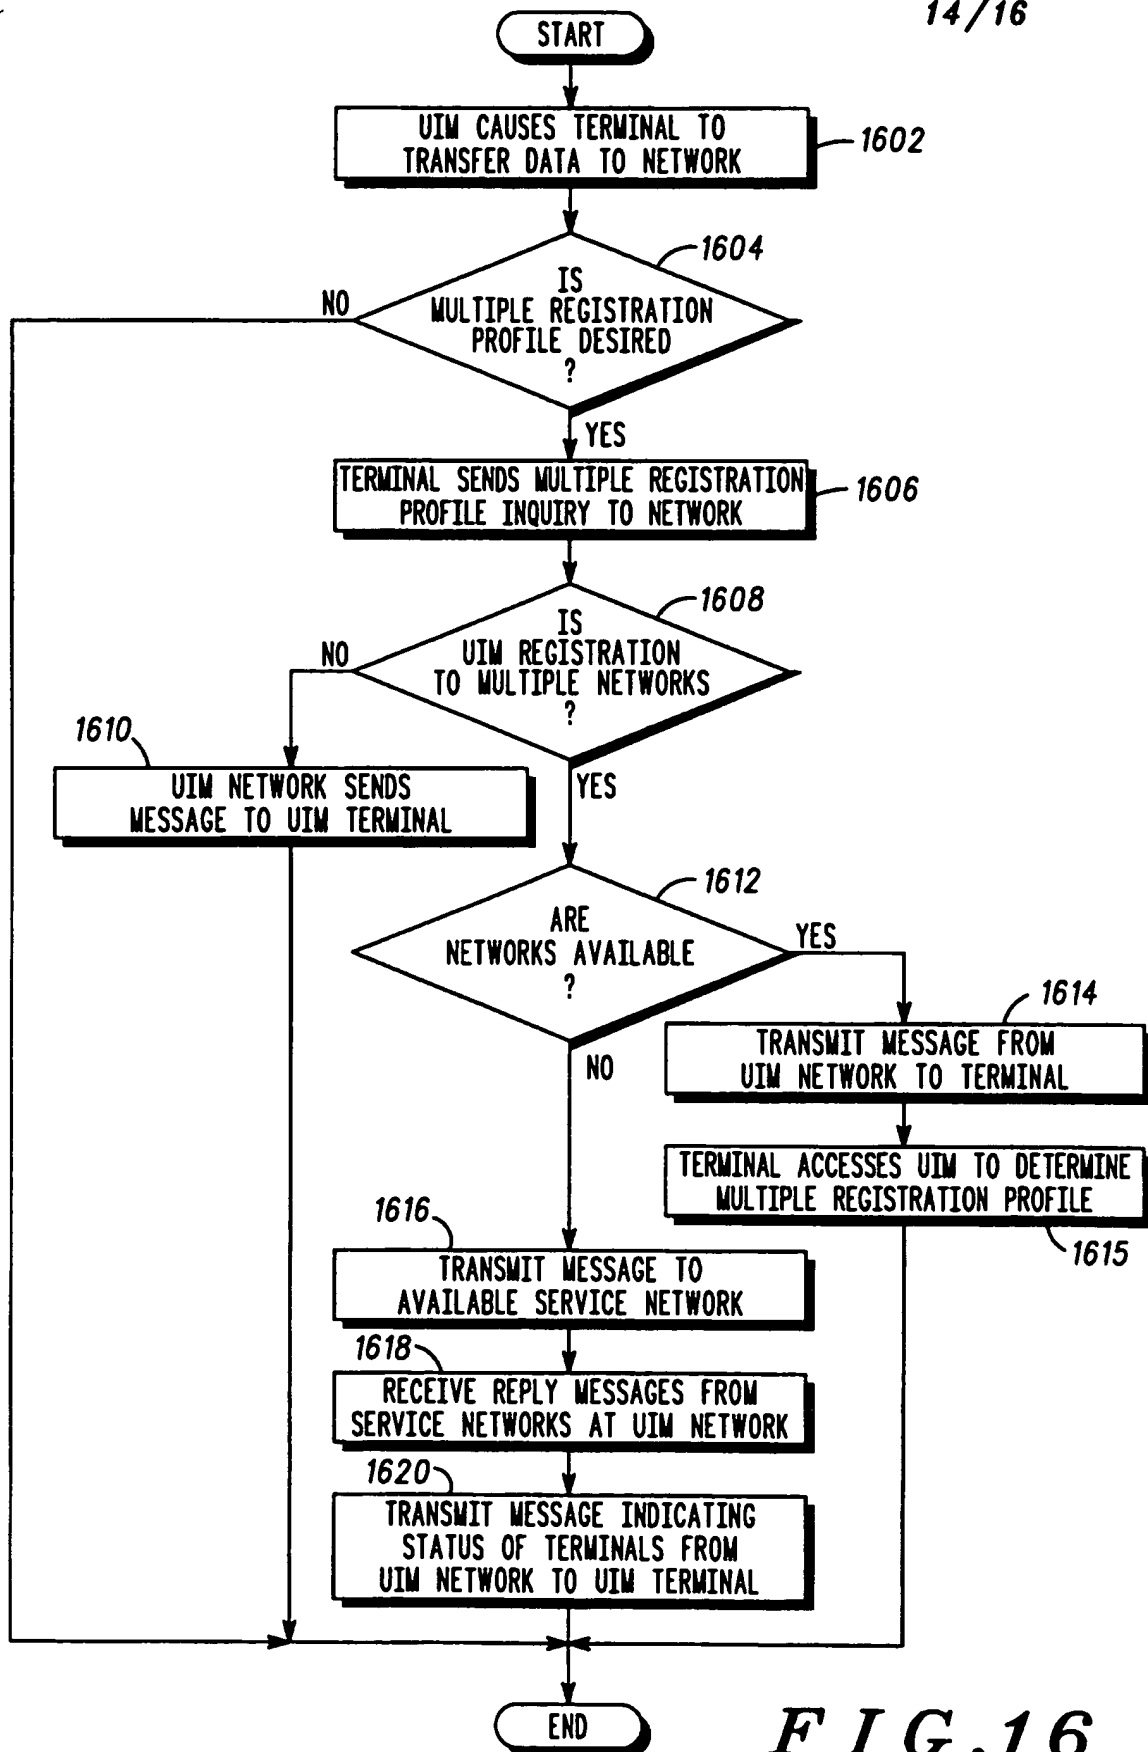 14/16
START
UIM CAUSES TERMINAL TO
TRANSFER DATA TO NETWORK
1602
1604
IS
MULTIPLE REGISTRATION
PROFILE DESIRED
?
NO
YES
TERMINAL SENDS MULTIPLE REGISTRATION
PROFILE INQUIRY TO NETWORK
1606
1608
IS
UIM REGISTRATION
TO MULTIPLE NETWORKS
?
NO
YES
1610
UIM NETWORK SENDS
MESSAGE TO UIM TERMINAL
1612
ARE
NETWORKS AVAILABLE
?
YES
NO
1614
TRANSMIT MESSAGE FROM
UIM NETWORK TO TERMINAL
TERMINAL ACCESSES UIM TO DETERMINE
MULTIPLE REGISTRATION PROFILE
1615
1616
TRANSMIT MESSAGE TO
AVAILABLE SERVICE NETWORK
1618
RECEIVE REPLY MESSAGES FROM
SERVICE NETWORKS AT UIM NETWORK
1620
TRANSMIT MESSAGE INDICATING
STATUS OF TERMINALS FROM
UIM NETWORK TO UIM TERMINAL
END
FIG.16